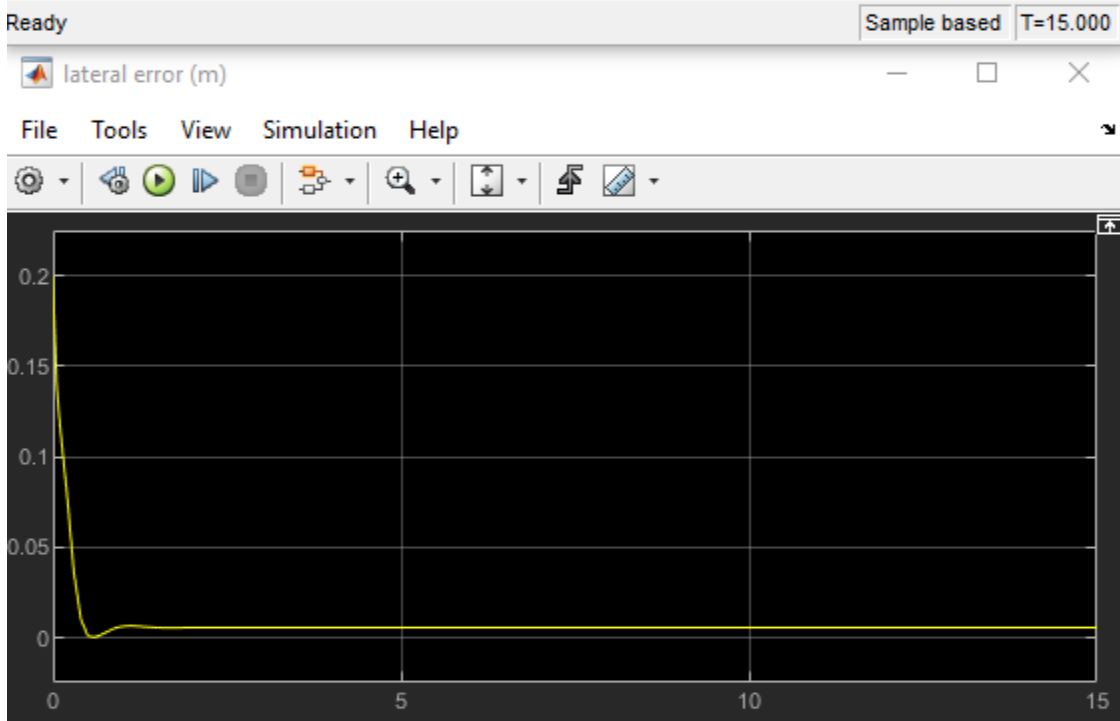 Ready Sample based T=15.000
lateral error (m)
File Tools View Simulation Help
0.2
0.15
0.1
0.05
0
0 5 10 15